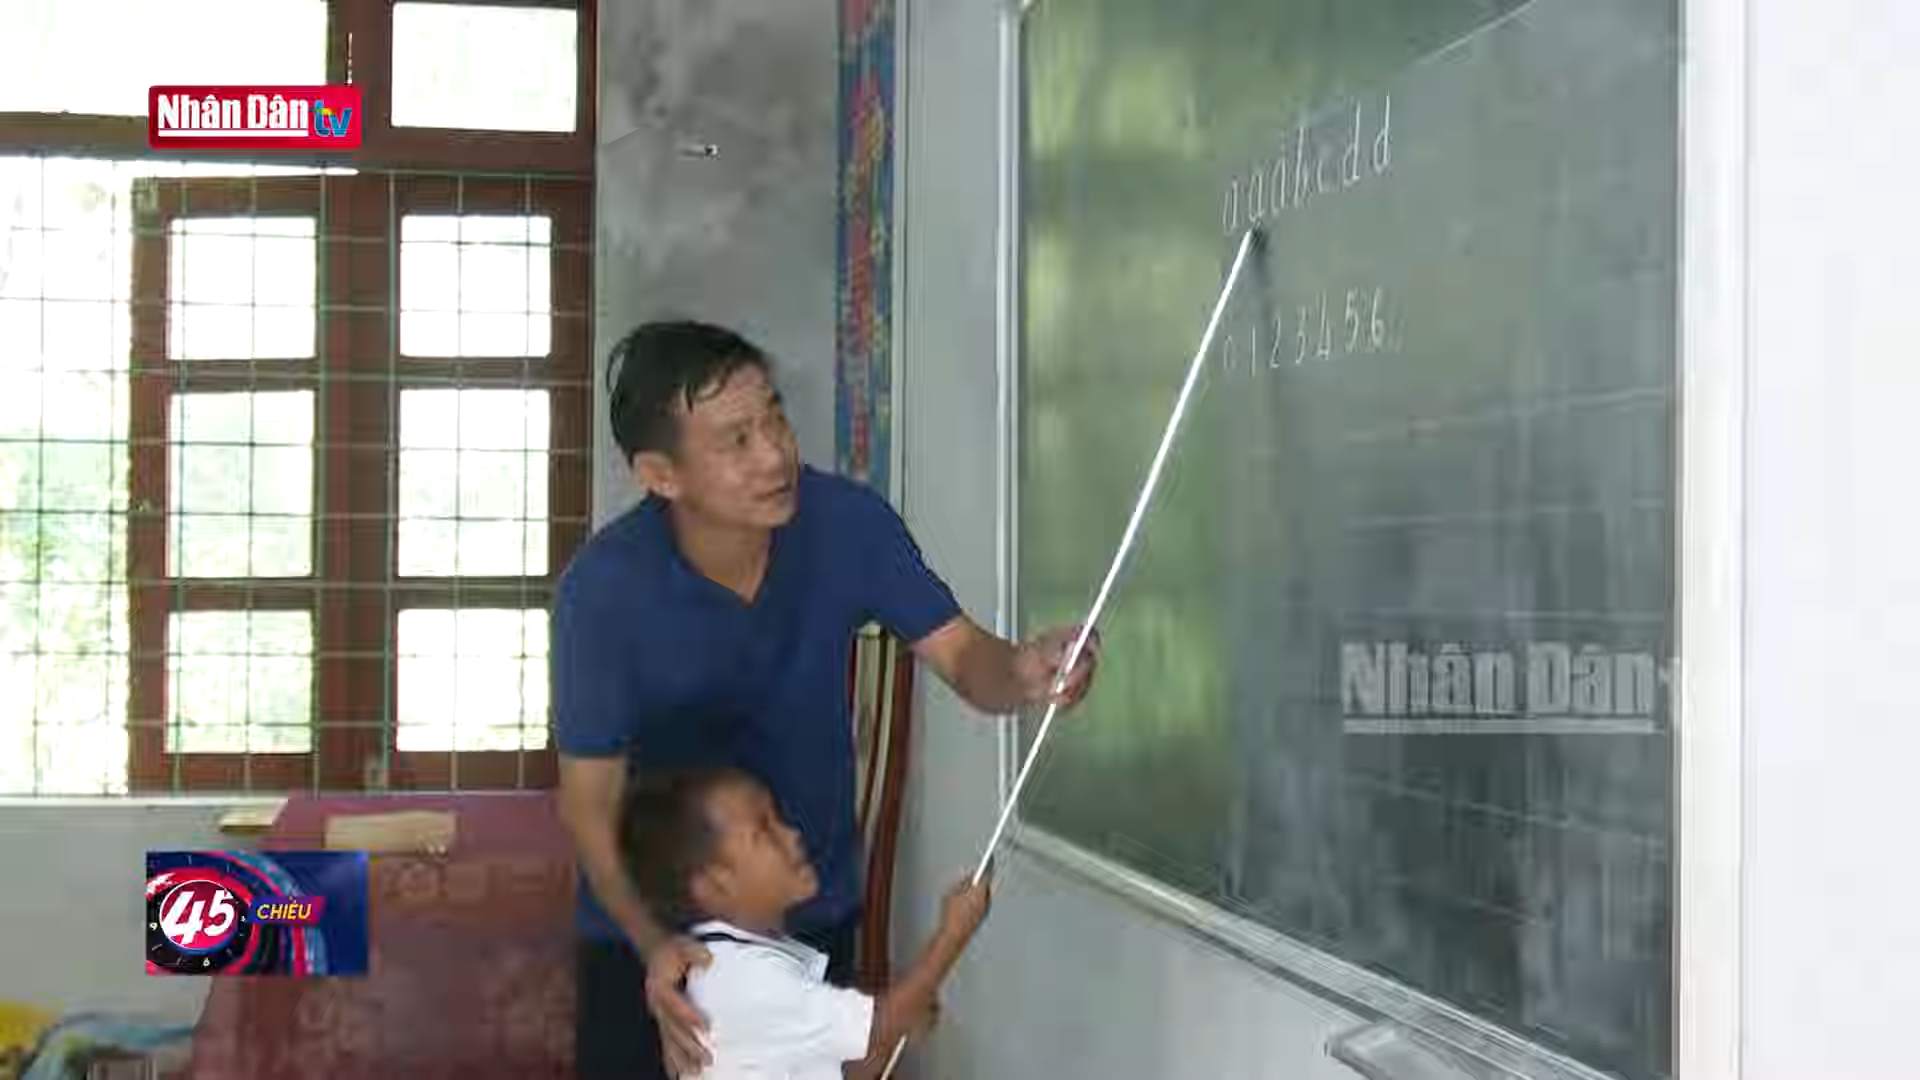 Nhân Dân tv
a a a b c d d
0 1 2 3 4 5 6
Nhân Dân
45 CHIỀU